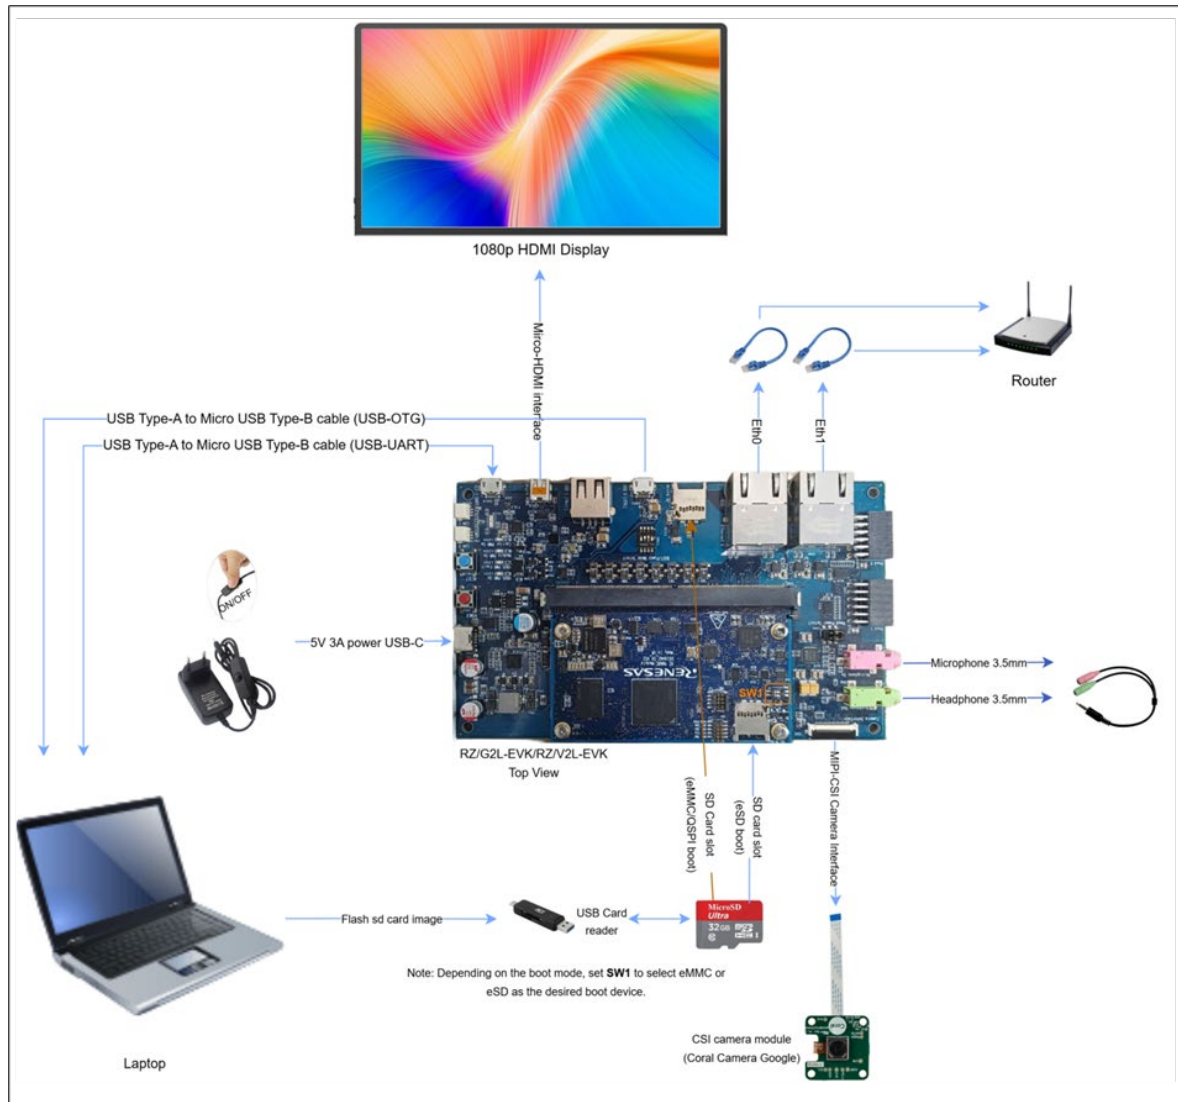 1080p HDMI Display
Mirco-HDMI interface
Eth0
Eth1
Router
USB Type-A to Micro USB Type-B cable (USB-OTG)
USB Type-A to Micro USB Type-B cable (USB-UART)
ON/OFF
5V 3A power USB-C
RENESAS
SW1
Microphone 3.5mm
Headphone 3.5mm
RZ/G2L-EVK/RZ/V2L-EVK
Top View
SD Card slot
(eMMC/QSPI boot)
SD card slot
(eSD boot)
MIPI-CSI Camera Interface
Flash sd card image
USB Card
reader
MicroSD
Ultra
32GB
Note: Depending on the boot mode, set SW1 to select eMMC or
eSD as the desired boot device.
CSI camera module
(Coral Camera Google)
Coral
Laptop